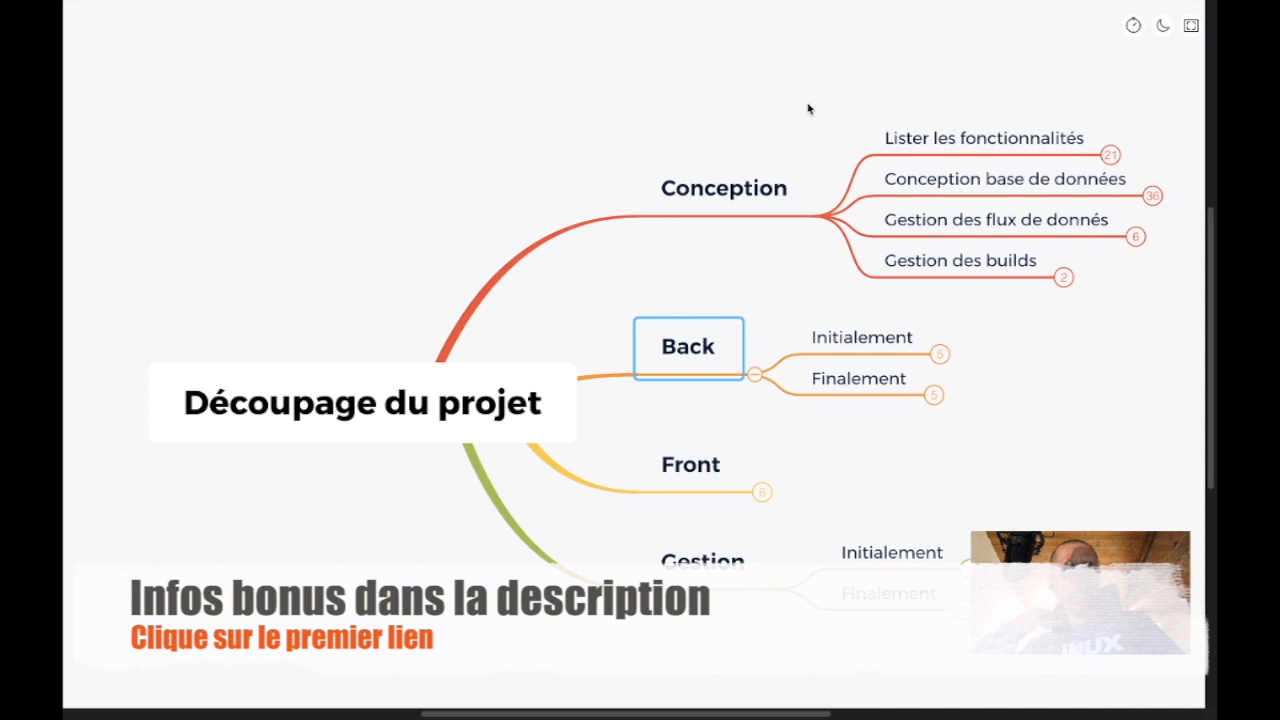 Lister les fonctionnalités
21
Conception base de données
36
Conception
Gestion des flux de donnés
6
Gestion des builds
2
Back
Initialement
5
Finalement
5
Découpage du projet
Front
6
Gestion
Initialement
Finalement
Infos bonus dans la description
Clique sur le premier lien